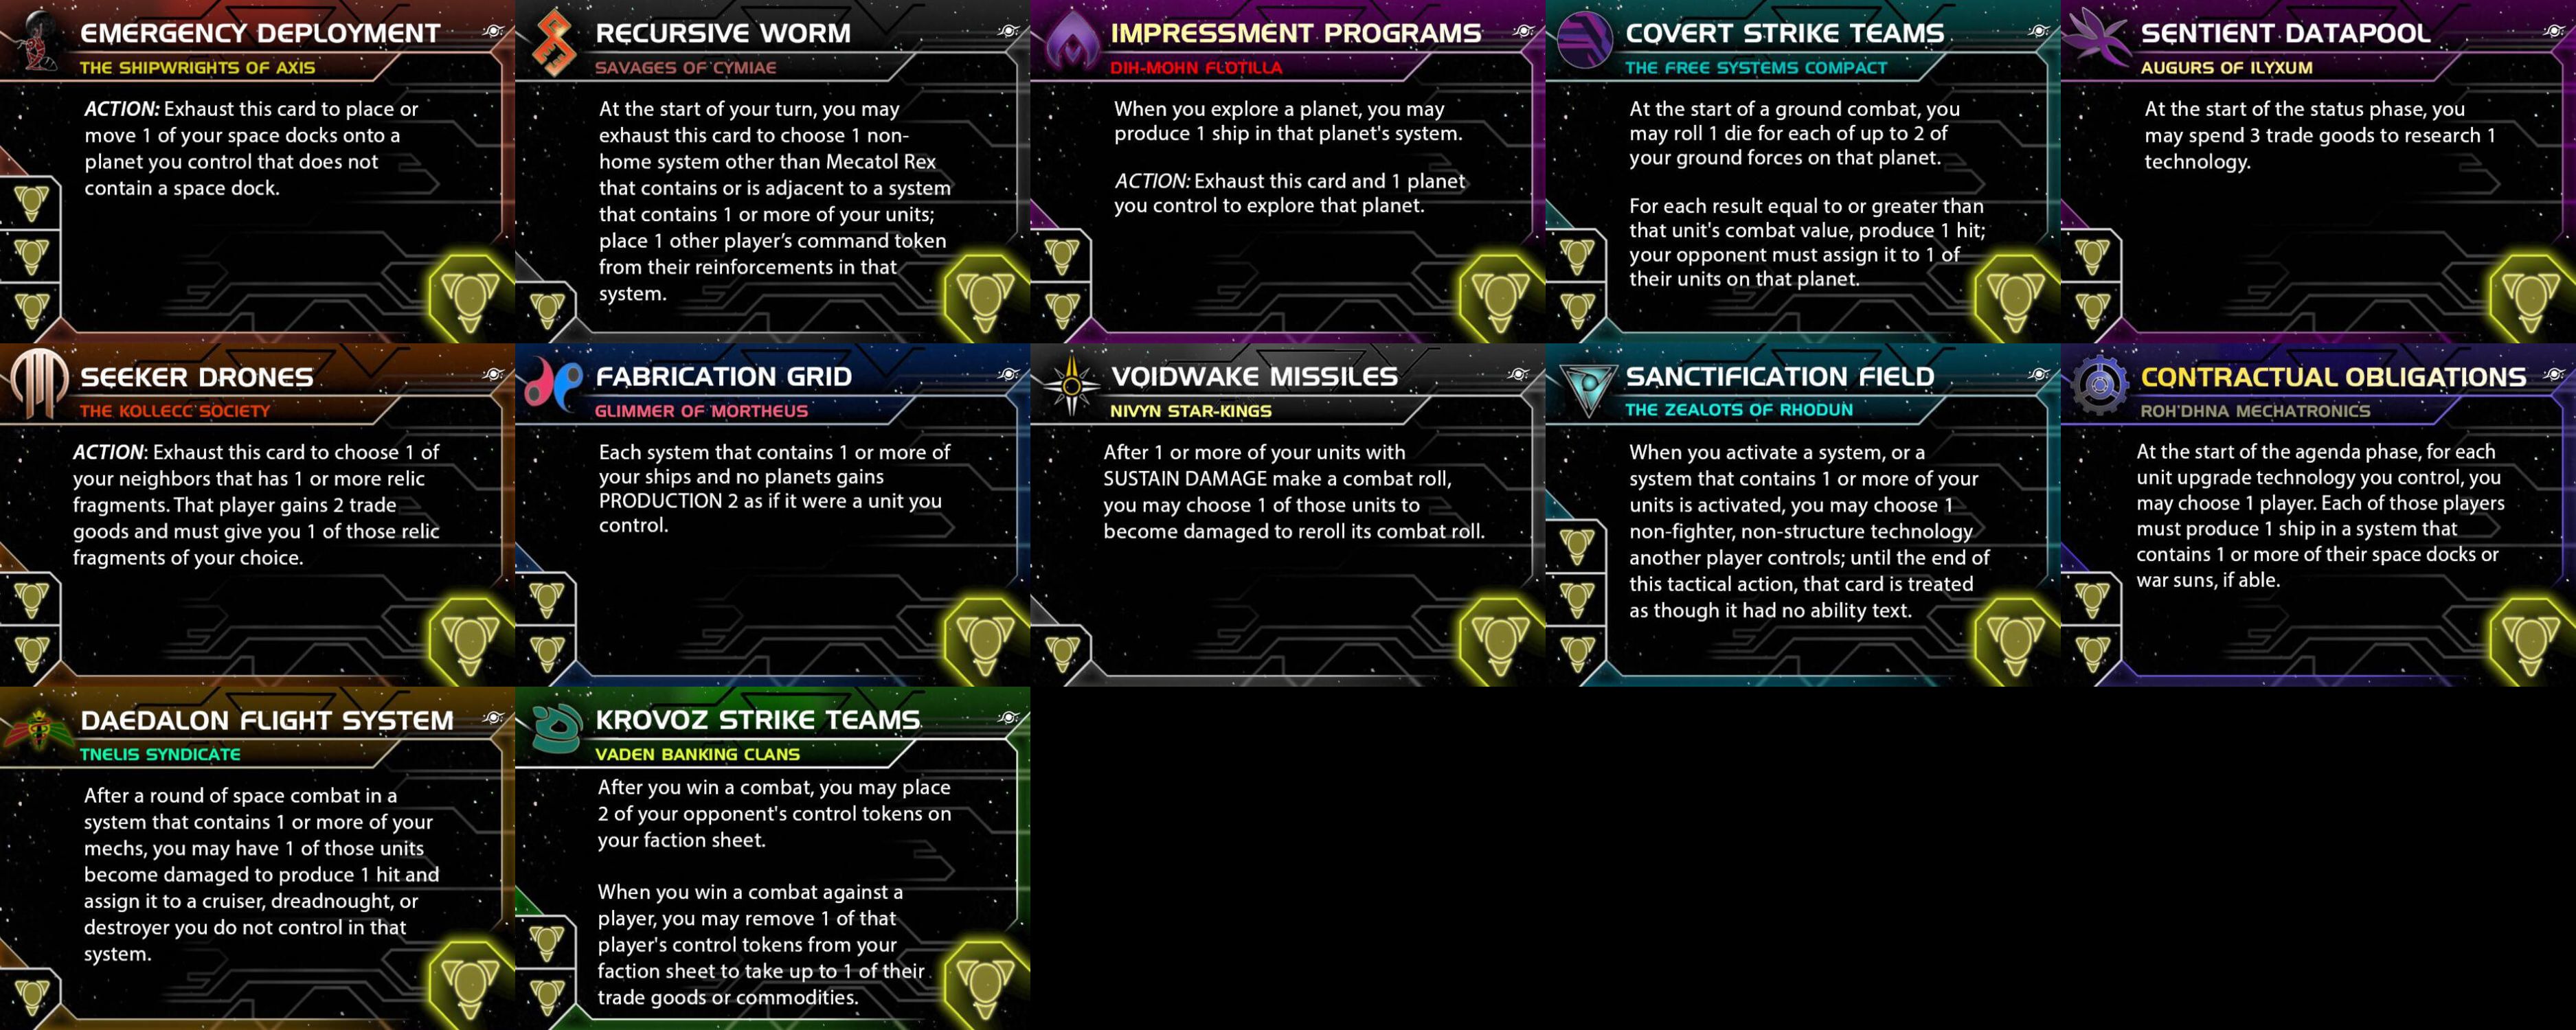 EMERGENCY DEPLOYMENT
THE SHIPWRIGHTS OF AXIS
ACTION: Exhaust this card to place or
move 1 of your space docks onto a
planet you control that does not
contain a space dock.
RECURSIVE WORM
SAVAGES OF CYMIAE
At the start of your turn, you may
exhaust this card to choose 1 non-
home system other than Mecatol Rex
that contains or is adjacent to a system
that contains 1 or more of your units;
place 1 other player's command token
from their reinforcements in that
system.
IMPRESSMENT PROGRAMS
DIH-MOHN FLOTILLA
When you explore a planet, you may
produce 1 ship in that planet's system.
ACTION: Exhaust this card and 1 planet
you control to explore that planet.
COVERT STRIKE TEAMS
THE FREE SYSTEMS COMPACT
At the start of a ground combat, you
may roll 1 die for each of up to 2 of
your ground forces on that planet.
For each result equal to or greater than
that unit's combat value, produce 1 hit;
your opponent must assign it to 1 of
their units on that planet.
SENTIENT DATAPOOL
AUGURS OF ILYXUM
At the start of the status phase, you
may spend 3 trade goods to research 1
technology.
SEEKER DRONES
THE KOLLECC SOCIETY
ACTION: Exhaust this card to choose 1 of
your neighbors that has 1 or more relic
fragments. That player gains 2 trade
goods and must give you 1 of those relic
fragments of your choice.
FABRICATION GRID
GLIMMER OF MORTHEUS
Each system that contains 1 or more of
your ships and no planets gains
PRODUCTION 2 as if it were a unit you
control.
VOIDWAKE MISSILES
NIVYN STAR-KINGS
After 1 or more of your units with
SUSTAIN DAMAGE make a combat roll,
you may choose 1 of those units to
become damaged to reroll its combat roll.
SANCTIFICATION FIELD
THE ZEALOTS OF RHODUN
When you activate a system, or a
system that contains 1 or more of your
units is activated, you may choose 1
non-fighter, non-structure technology
another player controls; until the end of
this tactical action, that card is treated
as though it had no ability text.
CONTRACTUAL OBLIGATIONS
ROH'DHNA MECHATRONICS
At the start of the agenda phase, for each
unit upgrade technology you control, you
may choose 1 player. Each of those players
must produce 1 ship in a system that
contains 1 or more of their space docks or
war suns, if able.
DAEDALON FLIGHT SYSTEM
TNELIS SYNDICATE
After a round of space combat in a
system that contains 1 or more of your
mechs, you may have 1 of those units
become damaged to produce 1 hit and
assign it to a cruiser, dreadnought, or
destroyer you do not control in that
system.
KROVOZ STRIKE TEAMS
VADEN BANKING CLANS
After you win a combat, you may place
2 of your opponent's control tokens on
your faction sheet.
When you win a combat against a
player, you may remove 1 of that
player's control tokens from your
faction sheet to take up to 1 of their
trade goods or commodities.